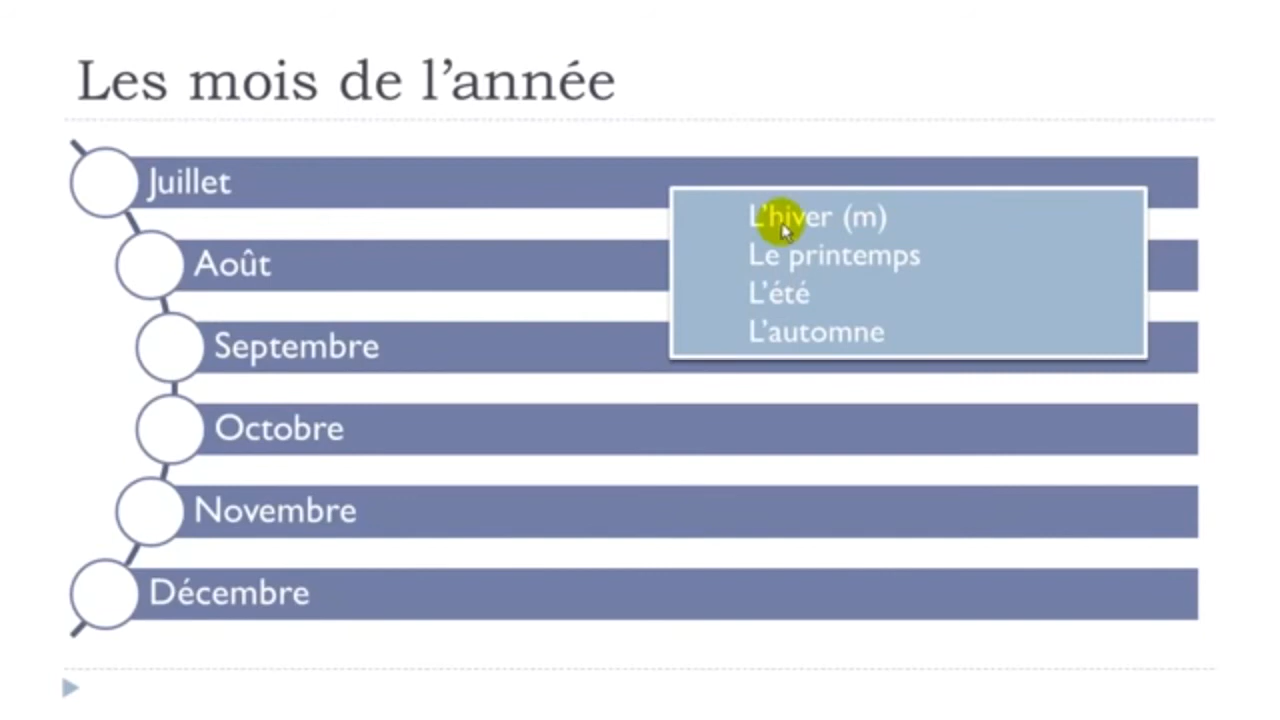 Les mois de l'année
Juillet
Août
Septembre
Octobre
Novembre
Décembre
L'hiver (m)
Le printemps
L'été
L'automne